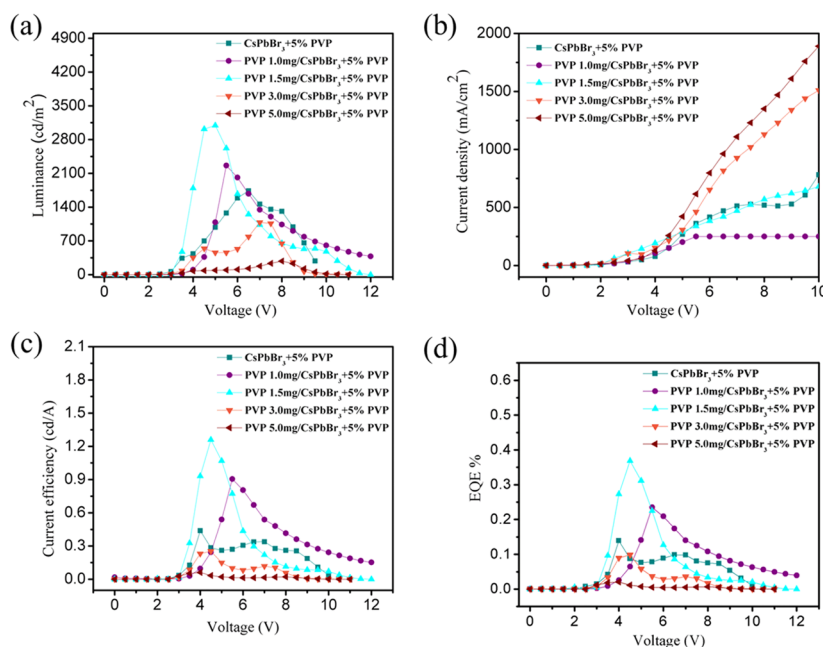 (a)
4900
4200
3500
2800
2100
1400
700
0
Luminance (cd/m²)
CsPbBr₃+5% PVP
PVP 1.0mg/CsPbBr₃+5% PVP
PVP 1.5mg/CsPbBr₃+5% PVP
PVP 3.0mg/CsPbBr₃+5% PVP
PVP 5.0mg/CsPbBr₃+5% PVP
0 2 4 6 8 10 12
Voltage (V)
(b)
2000
1500
1000
500
0
Current density (mA/cm²)
CsPbBr₃+5% PVP
PVP 1.0mg/CsPbBr₃+5% PVP
PVP 1.5mg/CsPbBr₃+5% PVP
PVP 3.0mg/CsPbBr₃+5% PVP
PVP 5.0mg/CsPbBr₃+5% PVP
0 2 4 6 8 10
Voltage (V)
(c)
2.1
1.8
1.5
1.2
0.9
0.6
0.3
0.0
Current efficiency (cd/A)
CsPbBr₃+5% PVP
PVP 1.0mg/CsPbBr₃+5% PVP
PVP 1.5mg/CsPbBr₃+5% PVP
PVP 3.0mg/CsPbBr₃+5% PVP
PVP 5.0mg/CsPbBr₃+5% PVP
0 2 4 6 8 10 12
Voltage (V)
(d)
0.6
0.5
0.4
0.3
0.2
0.1
0.0
EQE %
CsPbBr₃+5% PVP
PVP 1.0mg/CsPbBr₃+5% PVP
PVP 1.5mg/CsPbBr₃+5% PVP
PVP 3.0mg/CsPbBr₃+5% PVP
PVP 5.0mg/CsPbBr₃+5% PVP
0 2 4 6 8 10 12
Voltage (V)